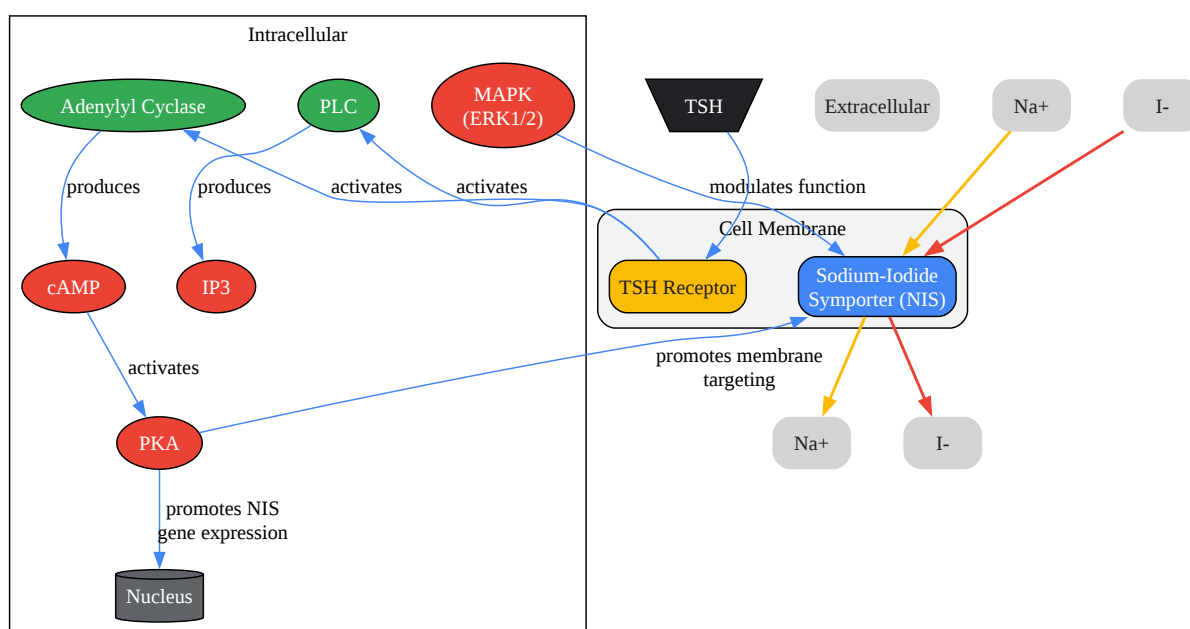 Intracellular
Adenylyl Cyclase
PLC
MAPK
(ERK1/2)
TSH
Extracellular
Na+
I-
produces
produces
activates
activates
modulates function
Cell Membrane
cAMP
IP3
TSH Receptor
Sodium-Iodide
Symporter (NIS)
activates
promotes membrane
targeting
PKA
Na+
I-
promotes NIS
gene expression
Nucleus